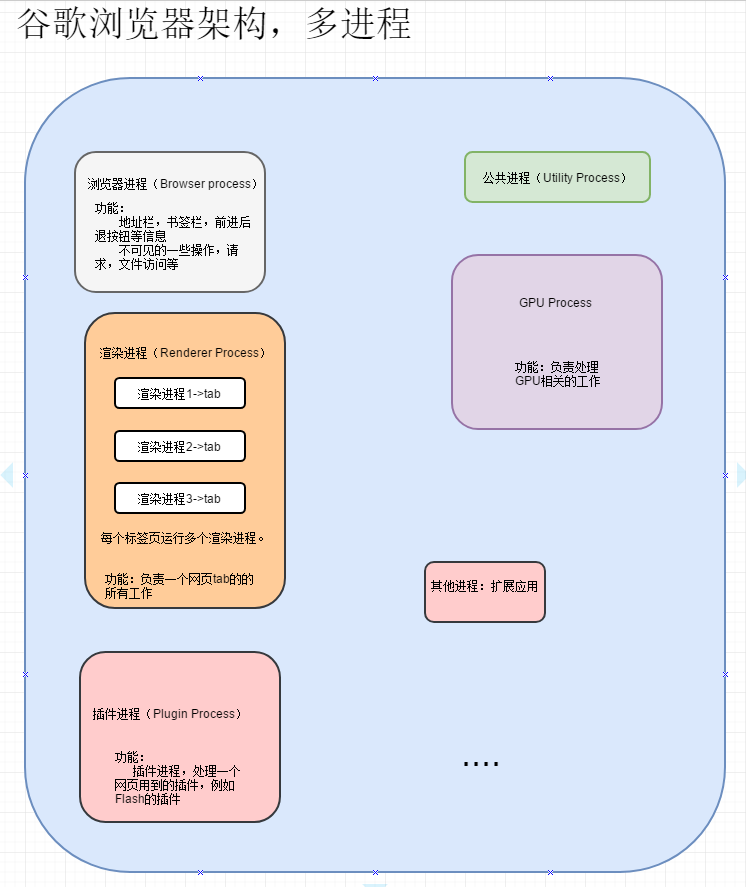 谷歌浏览器架构，多进程
浏览器进程（Browser process）
功能：
地址栏，书签栏，前进后
退按钮等信息
不可见的一些操作，请
求，文件访问等
公共进程（Utility Process）
GPU Process
功能：负责处理
GPU相关的工作
渲染进程（Renderer Process）
渲染进程1->tab
渲染进程2->tab
渲染进程3->tab
每个标签页运行多个渲染进程。
功能：负责一个网页tab的的
所有工作
其他进程：扩展应用
插件进程（Plugin Process）
功能：
插件进程，处理一个
网页用到的插件，例如
Flash的插件
....